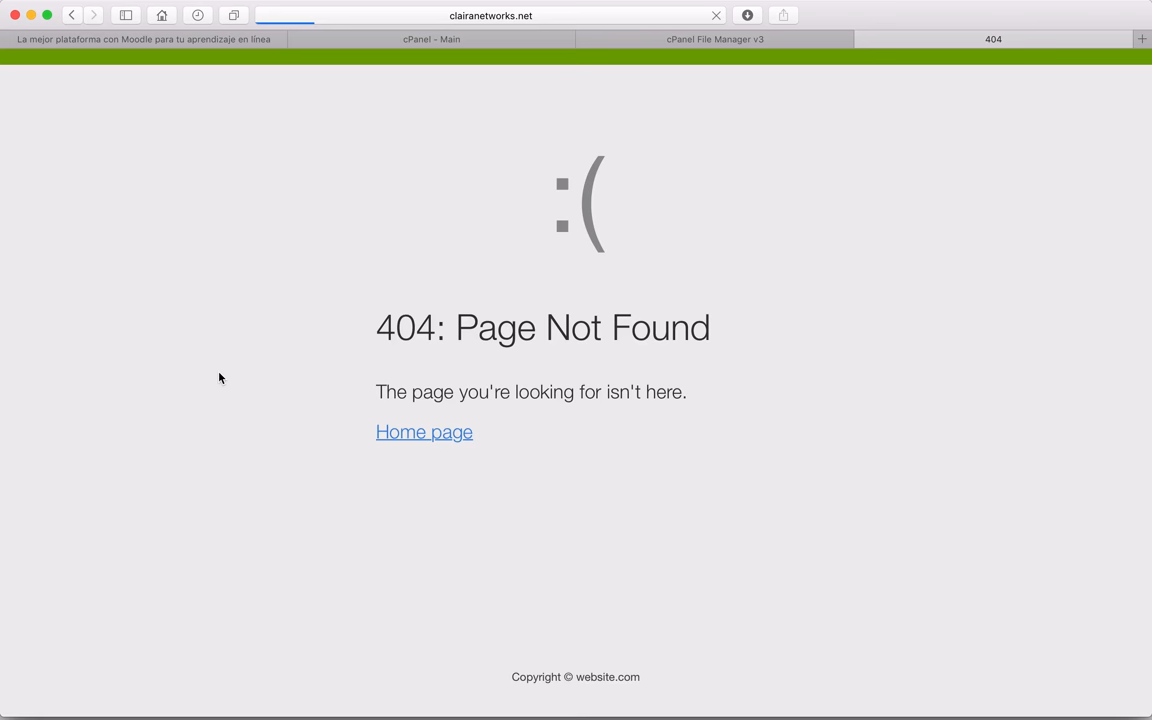 clairanetworks.net
La mejor plataforma con Moodle para tu aprendizaje en línea
cPanel - Main
cPanel File Manager v3
404
:(
404: Page Not Found
The page you're looking for isn't here.
Home page
Copyright © website.com